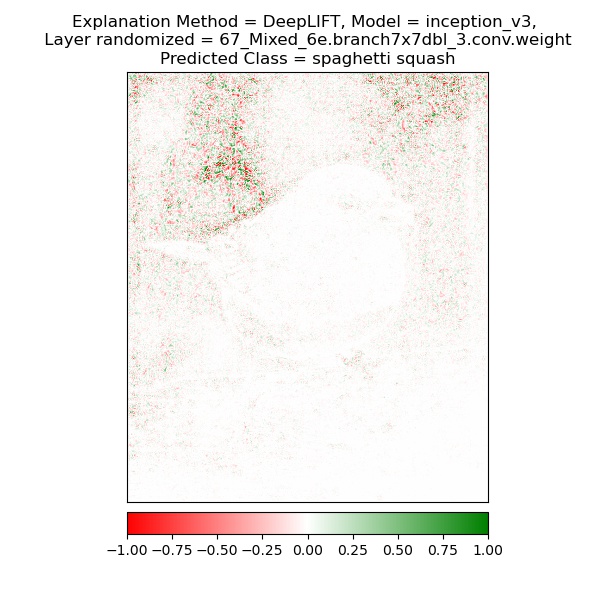 Explanation Method = DeepLIFT, Model = inception_v3,
Layer randomized = 67_Mixed_6e.branch7x7dbl_3.conv.weight
Predicted Class = spaghetti squash
−1.00 −0.75 −0.50 −0.25 0.00 0.25 0.50 0.75 1.00